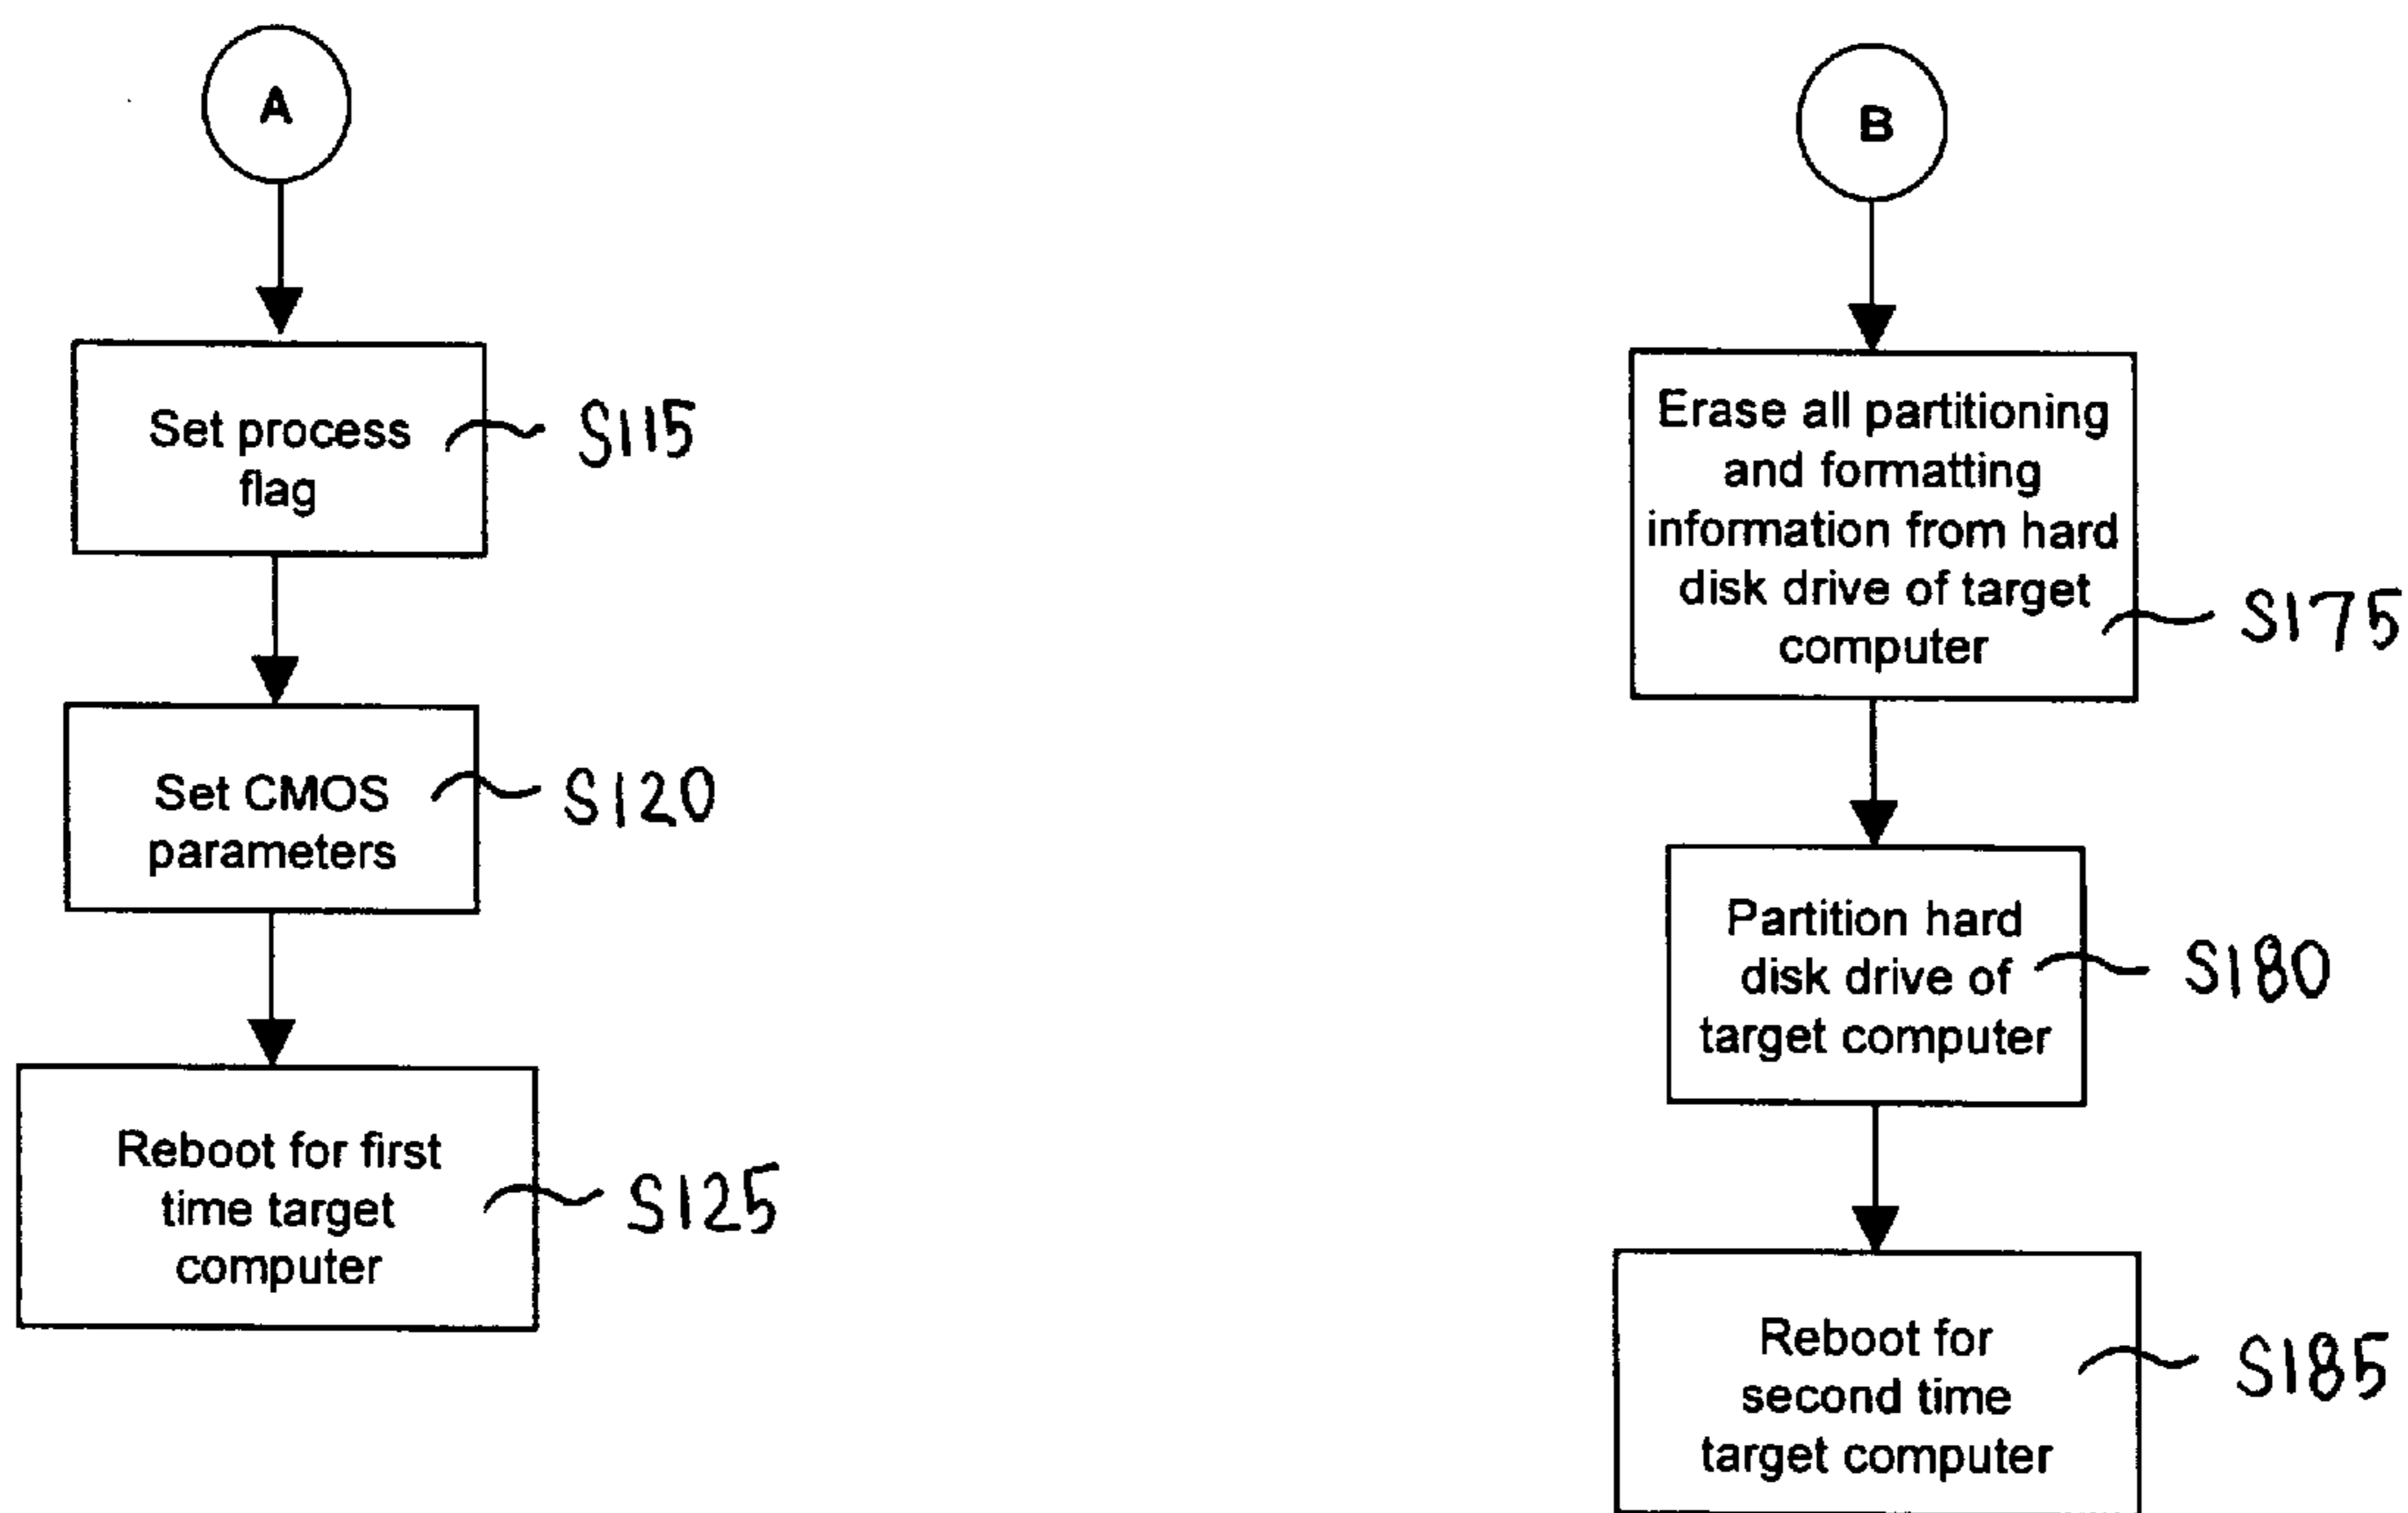 A
Set process
flag
S115
Set CMOS
parameters
S120
Reboot for first
time target
computer
S125
B
Erase all partitioning
and formatting
information from hard
disk drive of target
computer
S175
Partition hard
disk drive of
target computer
S180
Reboot for
second time
target computer
S185